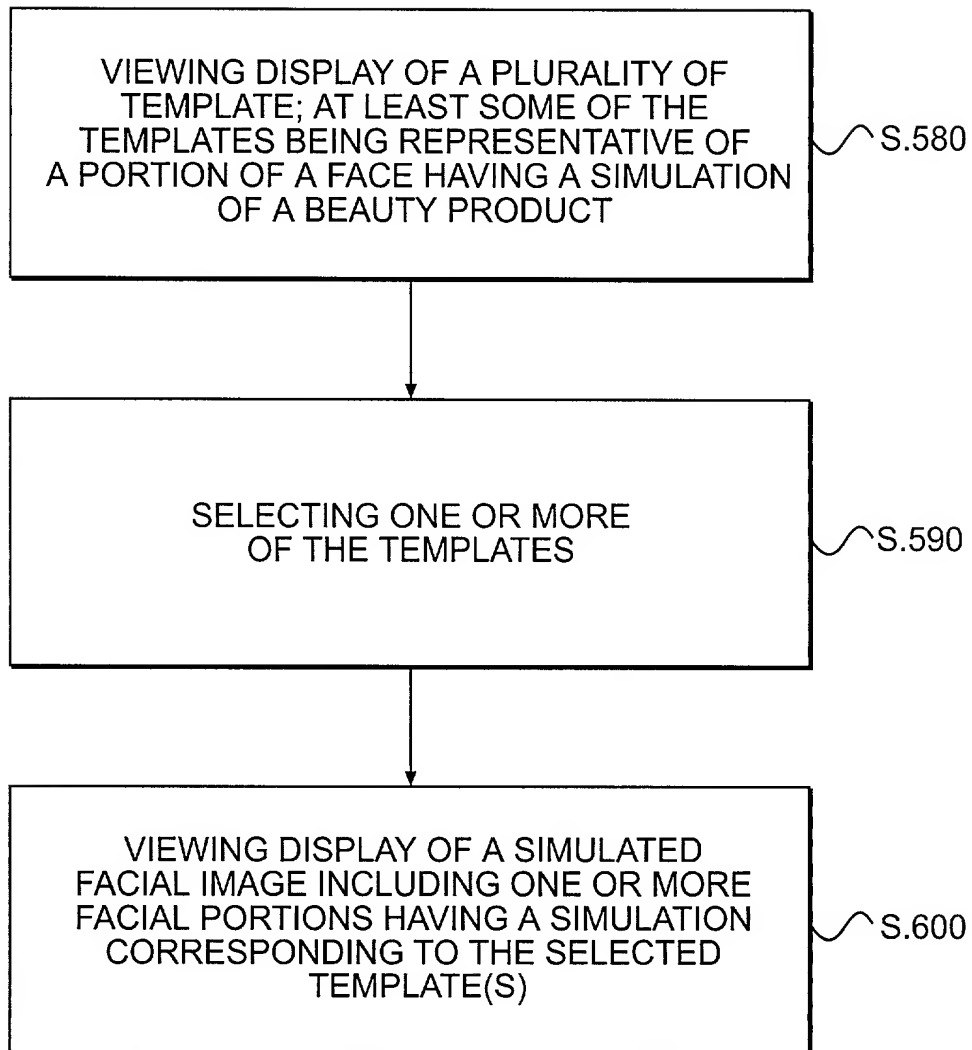 VIEWING DISPLAY OF A PLURALITY OF
TEMPLATE; AT LEAST SOME OF THE
TEMPLATES BEING REPRESENTATIVE OF
A PORTION OF A FACE HAVING A SIMULATION
OF A BEAUTY PRODUCT
S.580
SELECTING ONE OR MORE
OF THE TEMPLATES
S.590
VIEWING DISPLAY OF A SIMULATED
FACIAL IMAGE INCLUDING ONE OR MORE
FACIAL PORTIONS HAVING A SIMULATION
CORRESPONDING TO THE SELECTED
TEMPLATE(S)
S.600